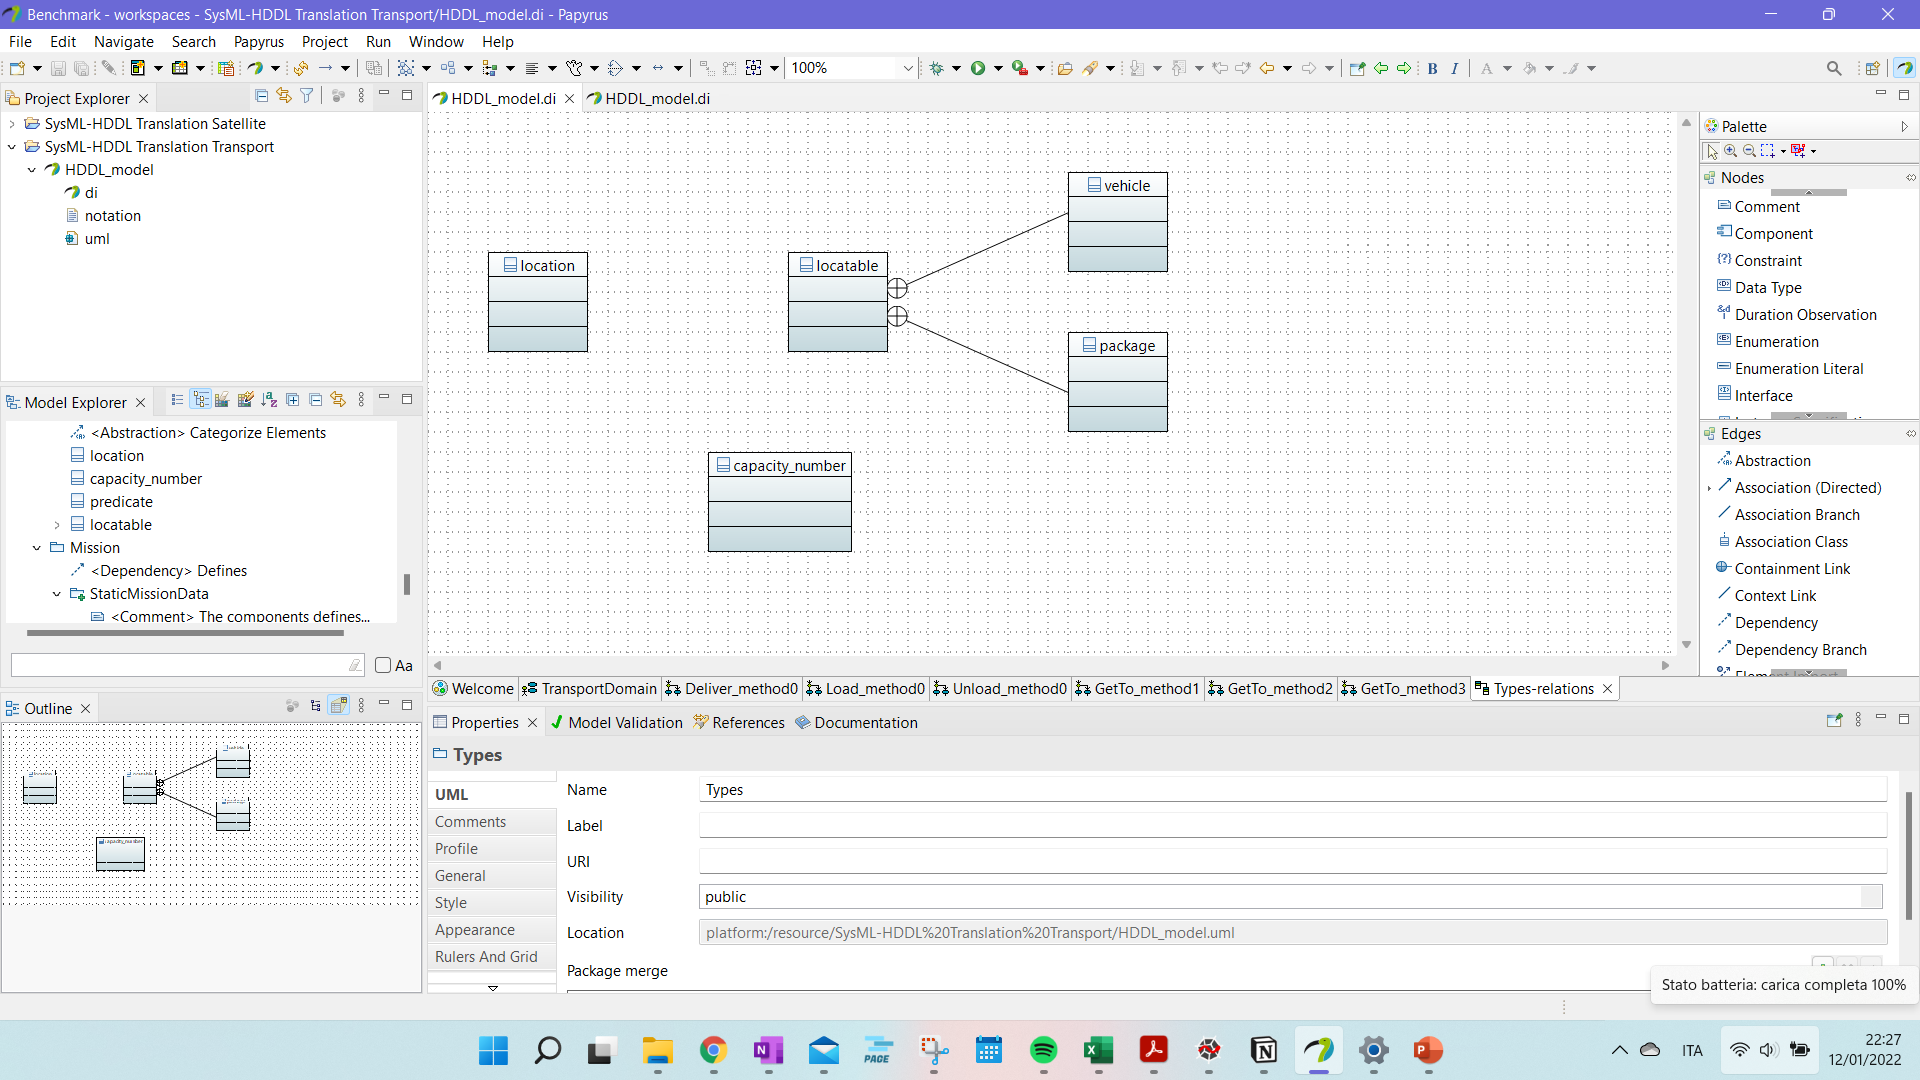 Benchmark - workspaces - SysML-HDDL Translation Transport/HDDL_model.di - Papyrus
File Edit Navigate Search Papyrus Project Run Window Help
100%
B I A
Project Explorer
SysML-HDDL Translation Satellite
SysML-HDDL Translation Transport
HDDL_model
di
notation
uml
Model Explorer
<Abstraction> Categorize Elements
location
capacity_number
predicate
locatable
Mission
<Dependency> Defines
StaticMissionData
<Comment> The components defines...
Aa
Outline
HDDL_model.di
HDDL_model.di
vehicle
location
locatable
package
capacity_number
Palette
Nodes
Comment
Component
Constraint
Data Type
Duration Observation
Enumeration
Enumeration Literal
Interface
Edges
Abstraction
Association (Directed)
Association Branch
Association Class
Containment Link
Context Link
Dependency
Dependency Branch
Welcome TransportDomain Deliver_method0 Load_method0 Unload_method0 GetTo_method1 GetTo_method2 GetTo_method3 Types-relations
Properties Model Validation References Documentation
Types
UML
Comments
Profile
General
Style
Appearance
Rulers And Grid
Name Types
Label
URI
Visibility public
Location platform:/resource/SysML-HDDL%20Translation%20Transport/HDDL_model.uml
Package merge
Stato batteria: carica completa 100%
PAGE
ITA
22:27
12/01/2022